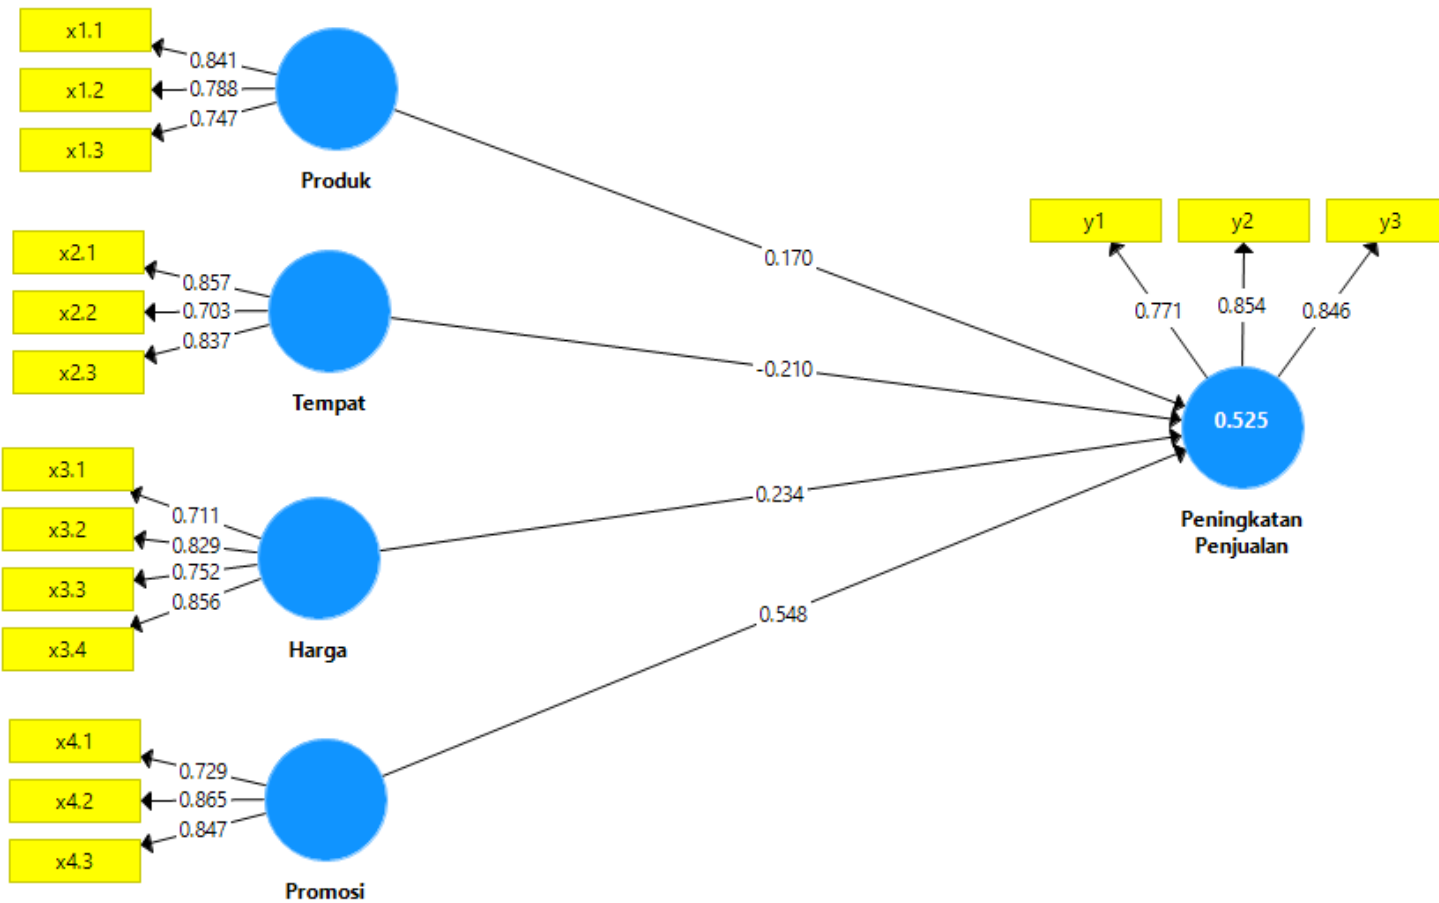 x1.1
0.841
x1.2
0.788
0.747
x1.3
Produk
x2.1
0.857
x2.2
0.703
0.837
x2.3
Tempat
x3.1
0.711
x3.2
0.829
0.752
x3.3
0.856
x3.4
Harga
x4.1
0.729
x4.2
0.865
0.847
x4.3
Promosi
0.170
-0.210
0.234
0.548
y1
y2
y3
0.771
0.854
0.846
0.525
Peningkatan
Penjualan